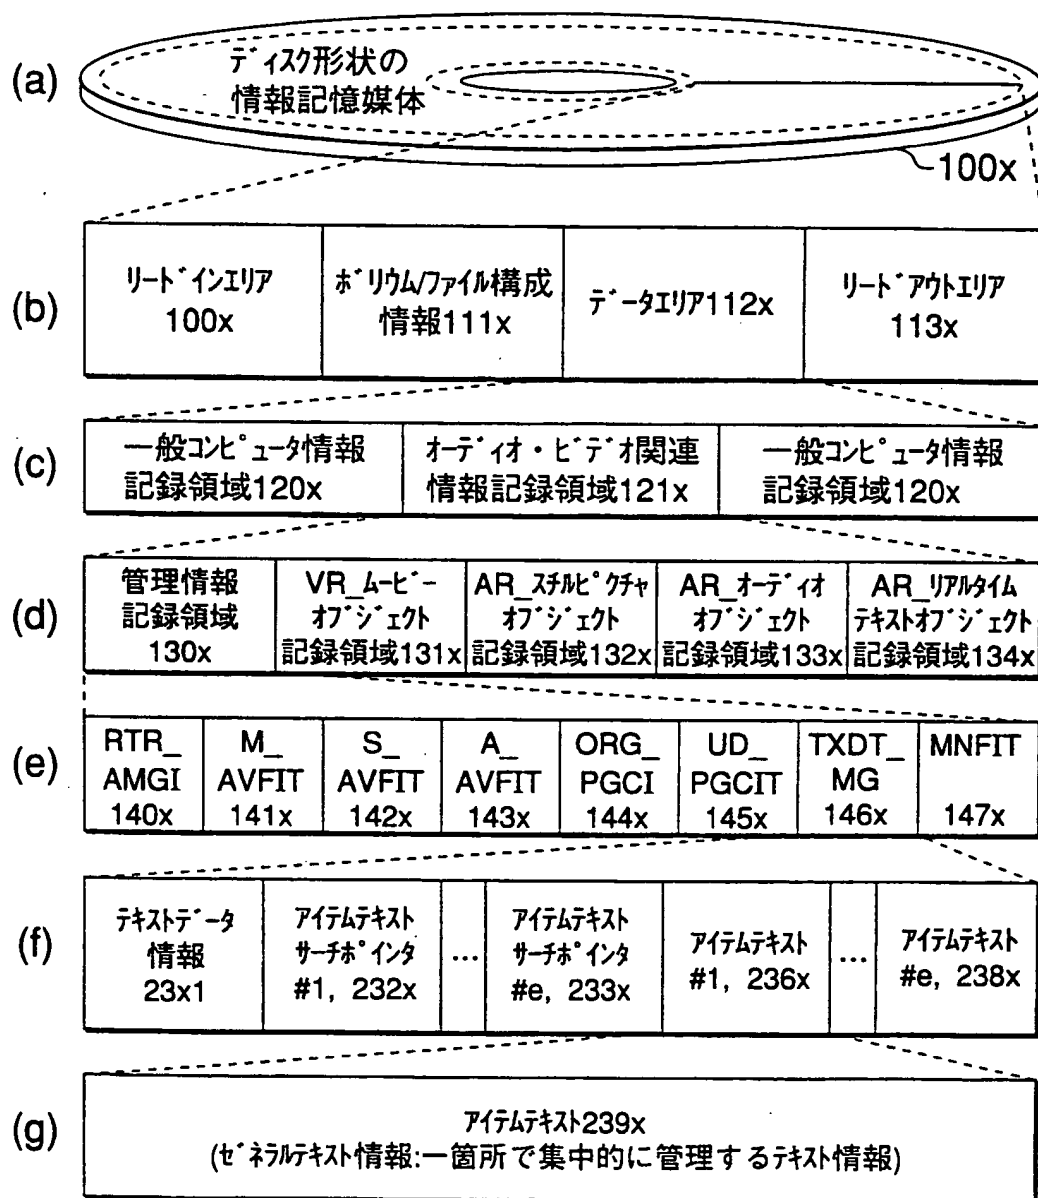 (a)
ディスク形状の
情報記憶媒体
100x
(b)
リードインエリア
100x
ボリウム/ファイル構成
情報111x
データエリア112x
リードアウトエリア
113x
(c)
一般コンピュータ情報
記録領域120x
オーディオ・ビデオ関連
情報記録領域121x
一般コンピュータ情報
記録領域120x
(d)
管理情報
記録領域
130x
VR_ムービー
オブジェクト
記録領域131x
AR_スチルピクチャ
オブジェクト
記録領域132x
AR_オーディオ
オブジェクト
記録領域133x
AR_リアルタイム
テキストオブジェクト
記録領域134x
(e)
RTR_
AMGI
140x
M_
AVFIT
141x
S_
AVFIT
142x
A_
AVFIT
143x
ORG_
PGCI
144x
UD_
PGCIT
145x
TXDT_
MG
146x
MNFIT
147x
(f)
テキストデータ
情報
23x1
アイテムテキスト
サーチポインタ
#1, 232x
...
アイテムテキスト
サーチポインタ
#e, 233x
アイテムテキスト
#1, 236x
...
アイテムテキスト
#e, 238x
(g)
アイテムテキスト239x
(ゼネラルテキスト情報:一箇所で集中的に管理するテキスト情報)